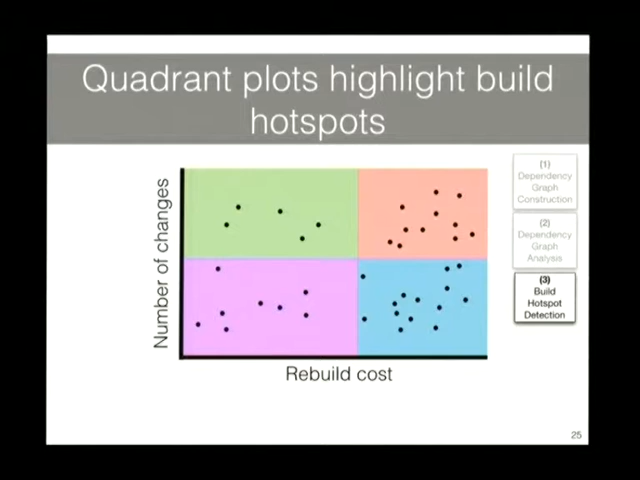 Quadrant plots highlight build
hotspots
Number of changes
Rebuild cost
(1)
Dependency
Graph
Construction
(2)
Dependency
Graph
Analysis
(3)
Build
Hotspot
Detection
25